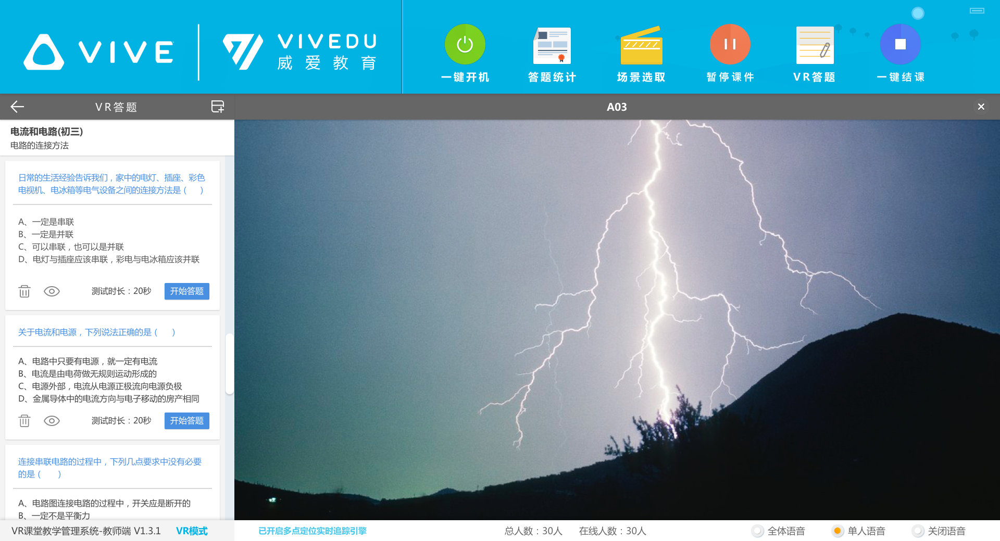 VIVE
VIVEDU
威爱教育
一键开机
答题统计
场景选取
暂停课件
VR答题
一键结课
VR答题
A03
电流和电路(初三)
电路的连接方法
日常的生活经验告诉我们，家中的电灯、插座、彩色
电视机、电冰箱等电气设备之间的连接方法是 (　)
A、一定是串联
B、一定是并联
C、可以串联，也可以是并联
D、电灯与插座应该串联，彩电与电冰箱应该并联
测试时长：20秒
开始答题
关于电流和电源，下列说法正确的是 (　)
A、电路中只要有电源，就一定有电流
B、电流是由电荷做无规则运动形成的
C、电源外部，电流从电源正极流向电源负极
D、金属导体中的电流方向与电子移动的房产相同
测试时长：20秒
开始答题
连接串联电路的过程中，下列几点要求中没有必要
的是 (　)
A、电路图连接电路的过程中，开关应是断开的
B、一定不是平衡力
VR课堂教学管理系统-教师端 V1.3.1
VR模式
已开启多点定位实时追踪引擎
总人数：30人
在线人数：30人
全体语音
单人语音
关闭语音